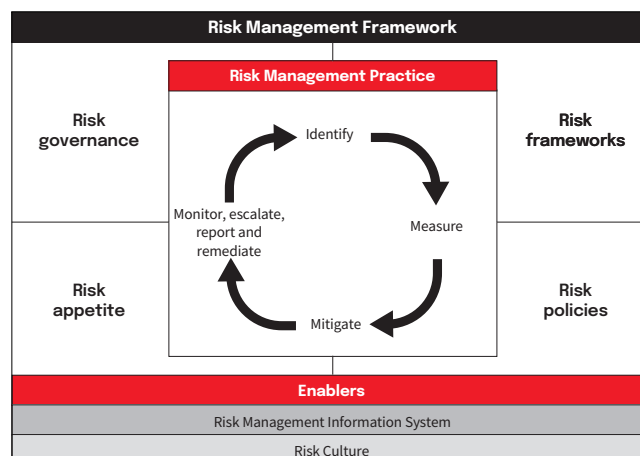 Risk Management Framework
Risk Management Practice
Risk
governance
Risk
frameworks
Identify
Monitor, escalate,
report and
remediate
Measure
Mitigate
Risk
appetite
Risk
policies
Enablers
Risk Management Information System
Risk Culture